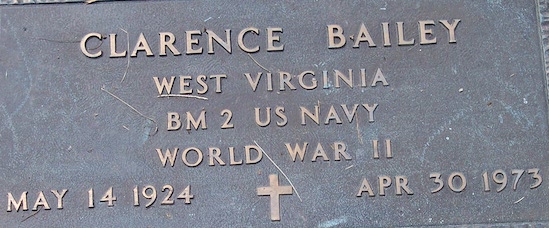 CLARENCE BAILEY
WEST VIRGINIA
BM 2 US NAVY
WORLD WAR II
MAY 14 1924 APR 30 1973